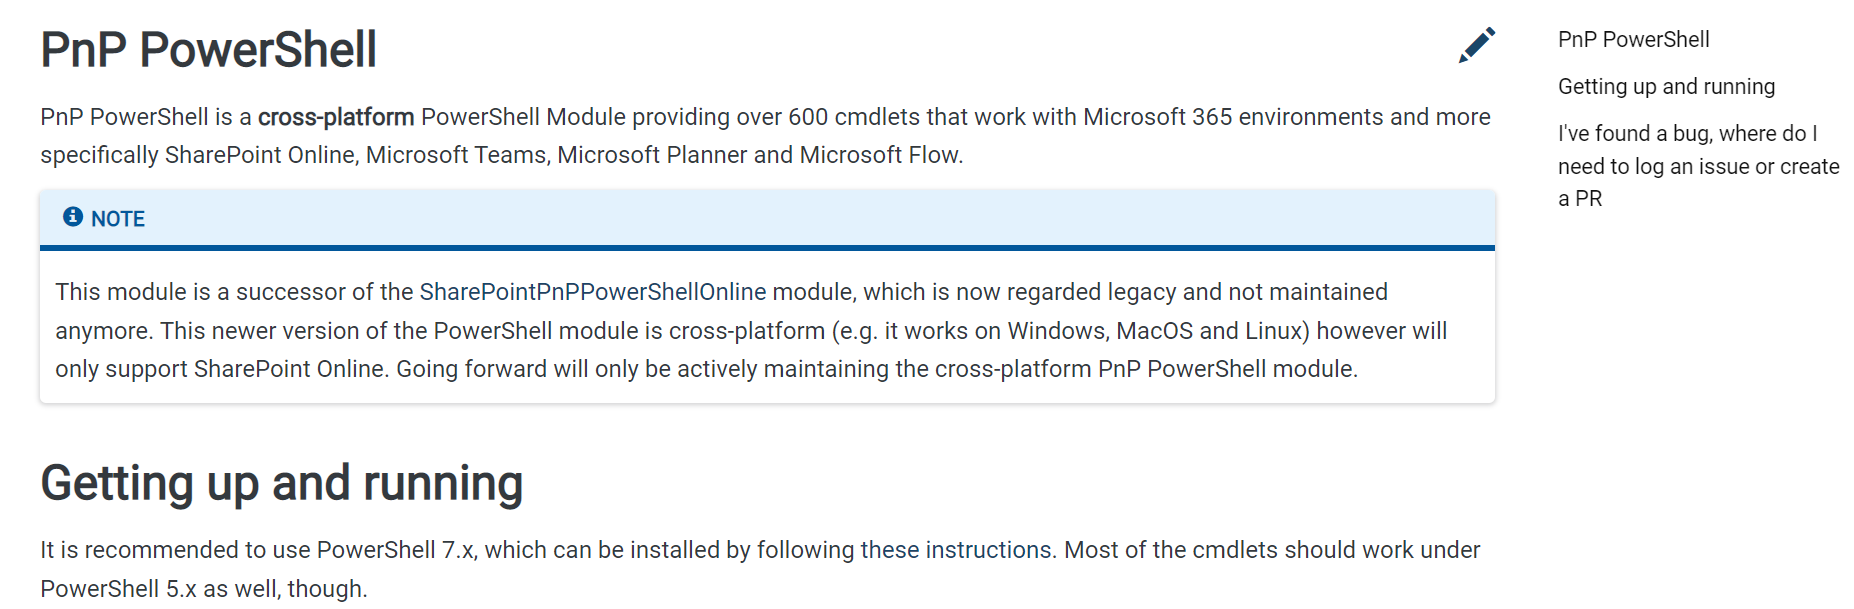 PnP PowerShell
PnP PowerShell is a cross-platform PowerShell Module providing over 600 cmdlets that work with Microsoft 365 environments and more
specifically SharePoint Online, Microsoft Teams, Microsoft Planner and Microsoft Flow.
NOTE
This module is a successor of the SharePointPnPPowerShellOnline module, which is now regarded legacy and not maintained
anymore. This newer version of the PowerShell module is cross-platform (e.g. it works on Windows, MacOS and Linux) however will
only support SharePoint Online. Going forward will only be actively maintaining the cross-platform PnP PowerShell module.
Getting up and running
It is recommended to use PowerShell 7.x, which can be installed by following these instructions. Most of the cmdlets should work under
PowerShell 5.x as well, though.
PnP PowerShell
Getting up and running
I've found a bug, where do I
need to log an issue or create
a PR